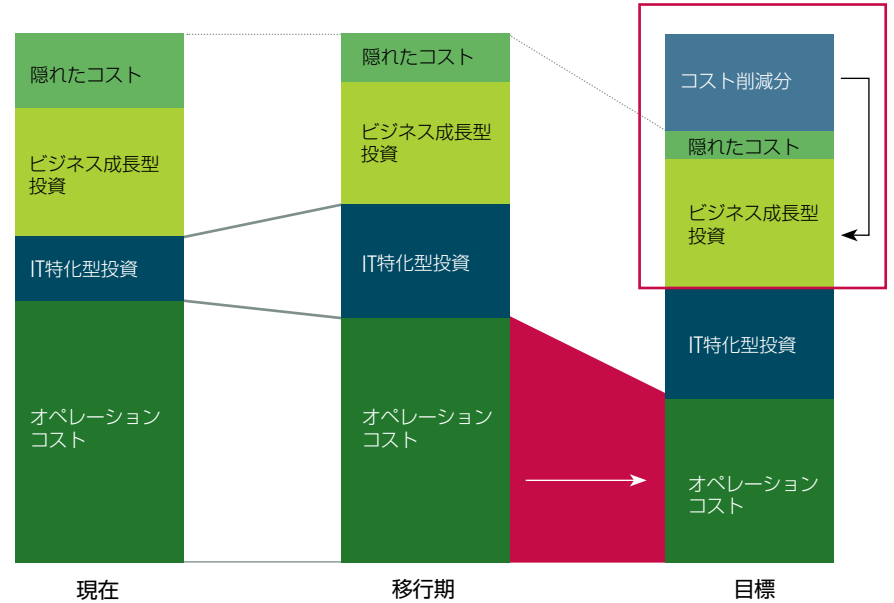 隠れたコスト
ビジネス成長型
投資
IT特化型投資
オペレーション
コスト
現在
隠れたコスト
ビジネス成長型
投資
IT特化型投資
オペレーション
コスト
移行期
コスト削減分
隠れたコスト
ビジネス成長型
投資
IT特化型投資
オペレーション
コスト
目標